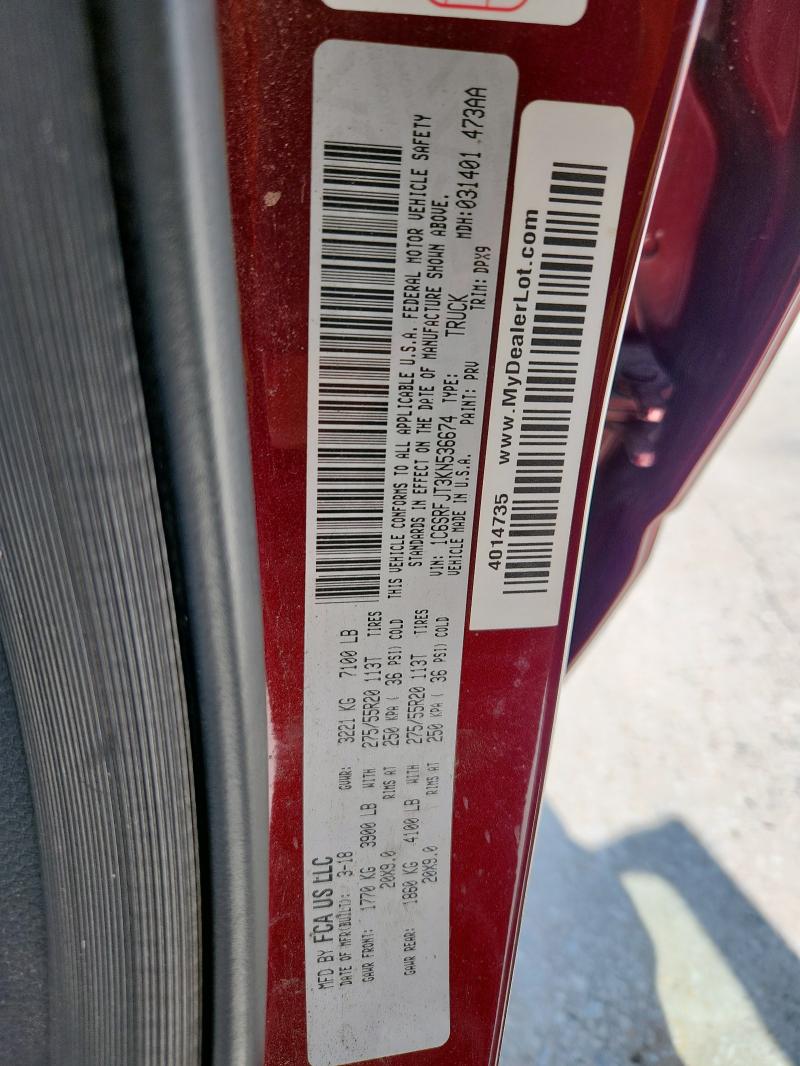 MFD BY FCA US LLC
DATE OF MFR(BUILT): 3-18 GVWR: 3221 KG 7100 LB
GAWR FRONT: 1770 KG 3900 LB WITH 275/55R20 113T TIRES
20X9.0 RIMS AT 250 KPA ( 36 PSI) COLD
GAWR REAR: 1860 KG 4100 LB WITH 275/55R20 113T TIRES
20X9.0 RIMS AT 250 KPA ( 36 PSI) COLD
THIS VEHICLE CONFORMS TO ALL APPLICABLE U.S.A. FEDERAL MOTOR VEHICLE SAFETY
STANDARDS IN EFFECT ON THE DATE OF MANUFACTURE SHOWN ABOVE.
VIN: 1C6SRFJT3KN536674 TYPE: TRUCK MDH:031401 473AA
VEHICLE MADE IN U.S.A. PAINT: PRV TRIM: DPX9
4014735 www.MyDealerLot.com